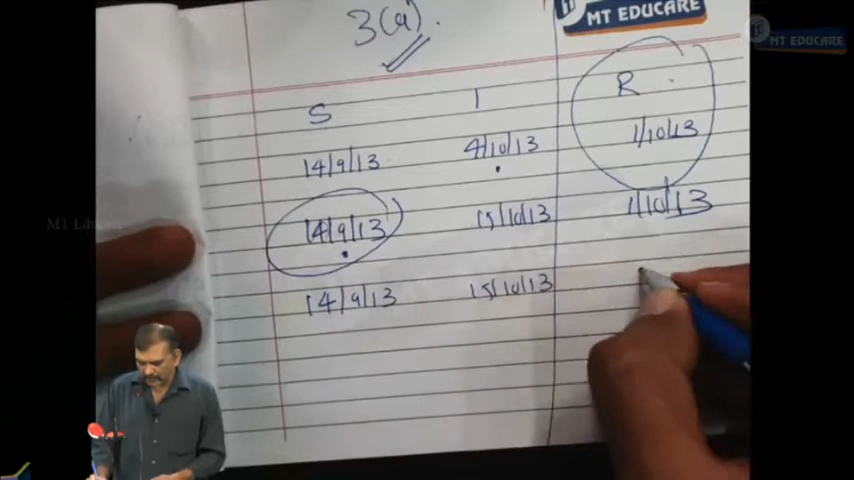 3(a).
MT EDUCARE
MT EDUCARE
S I R
14/9/13 4/10/13 1/10/13
14/9/13 15/10/13 1/10/13
14/9/13 15/10/13